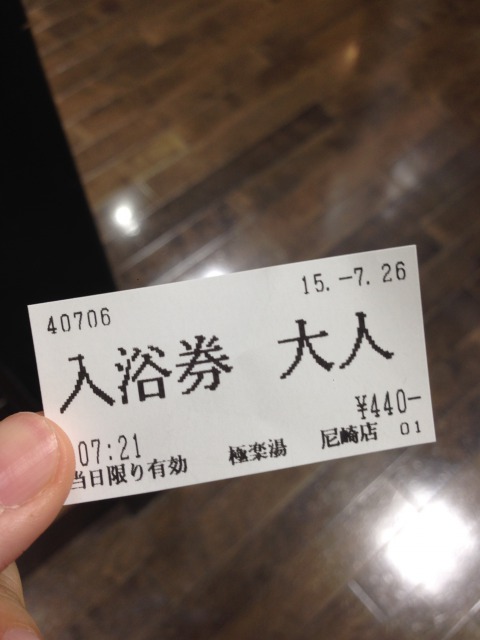 40706 15.-7.26
入浴券 大人
¥440-
07:21
当日限り有効 極楽湯 尼崎店 01